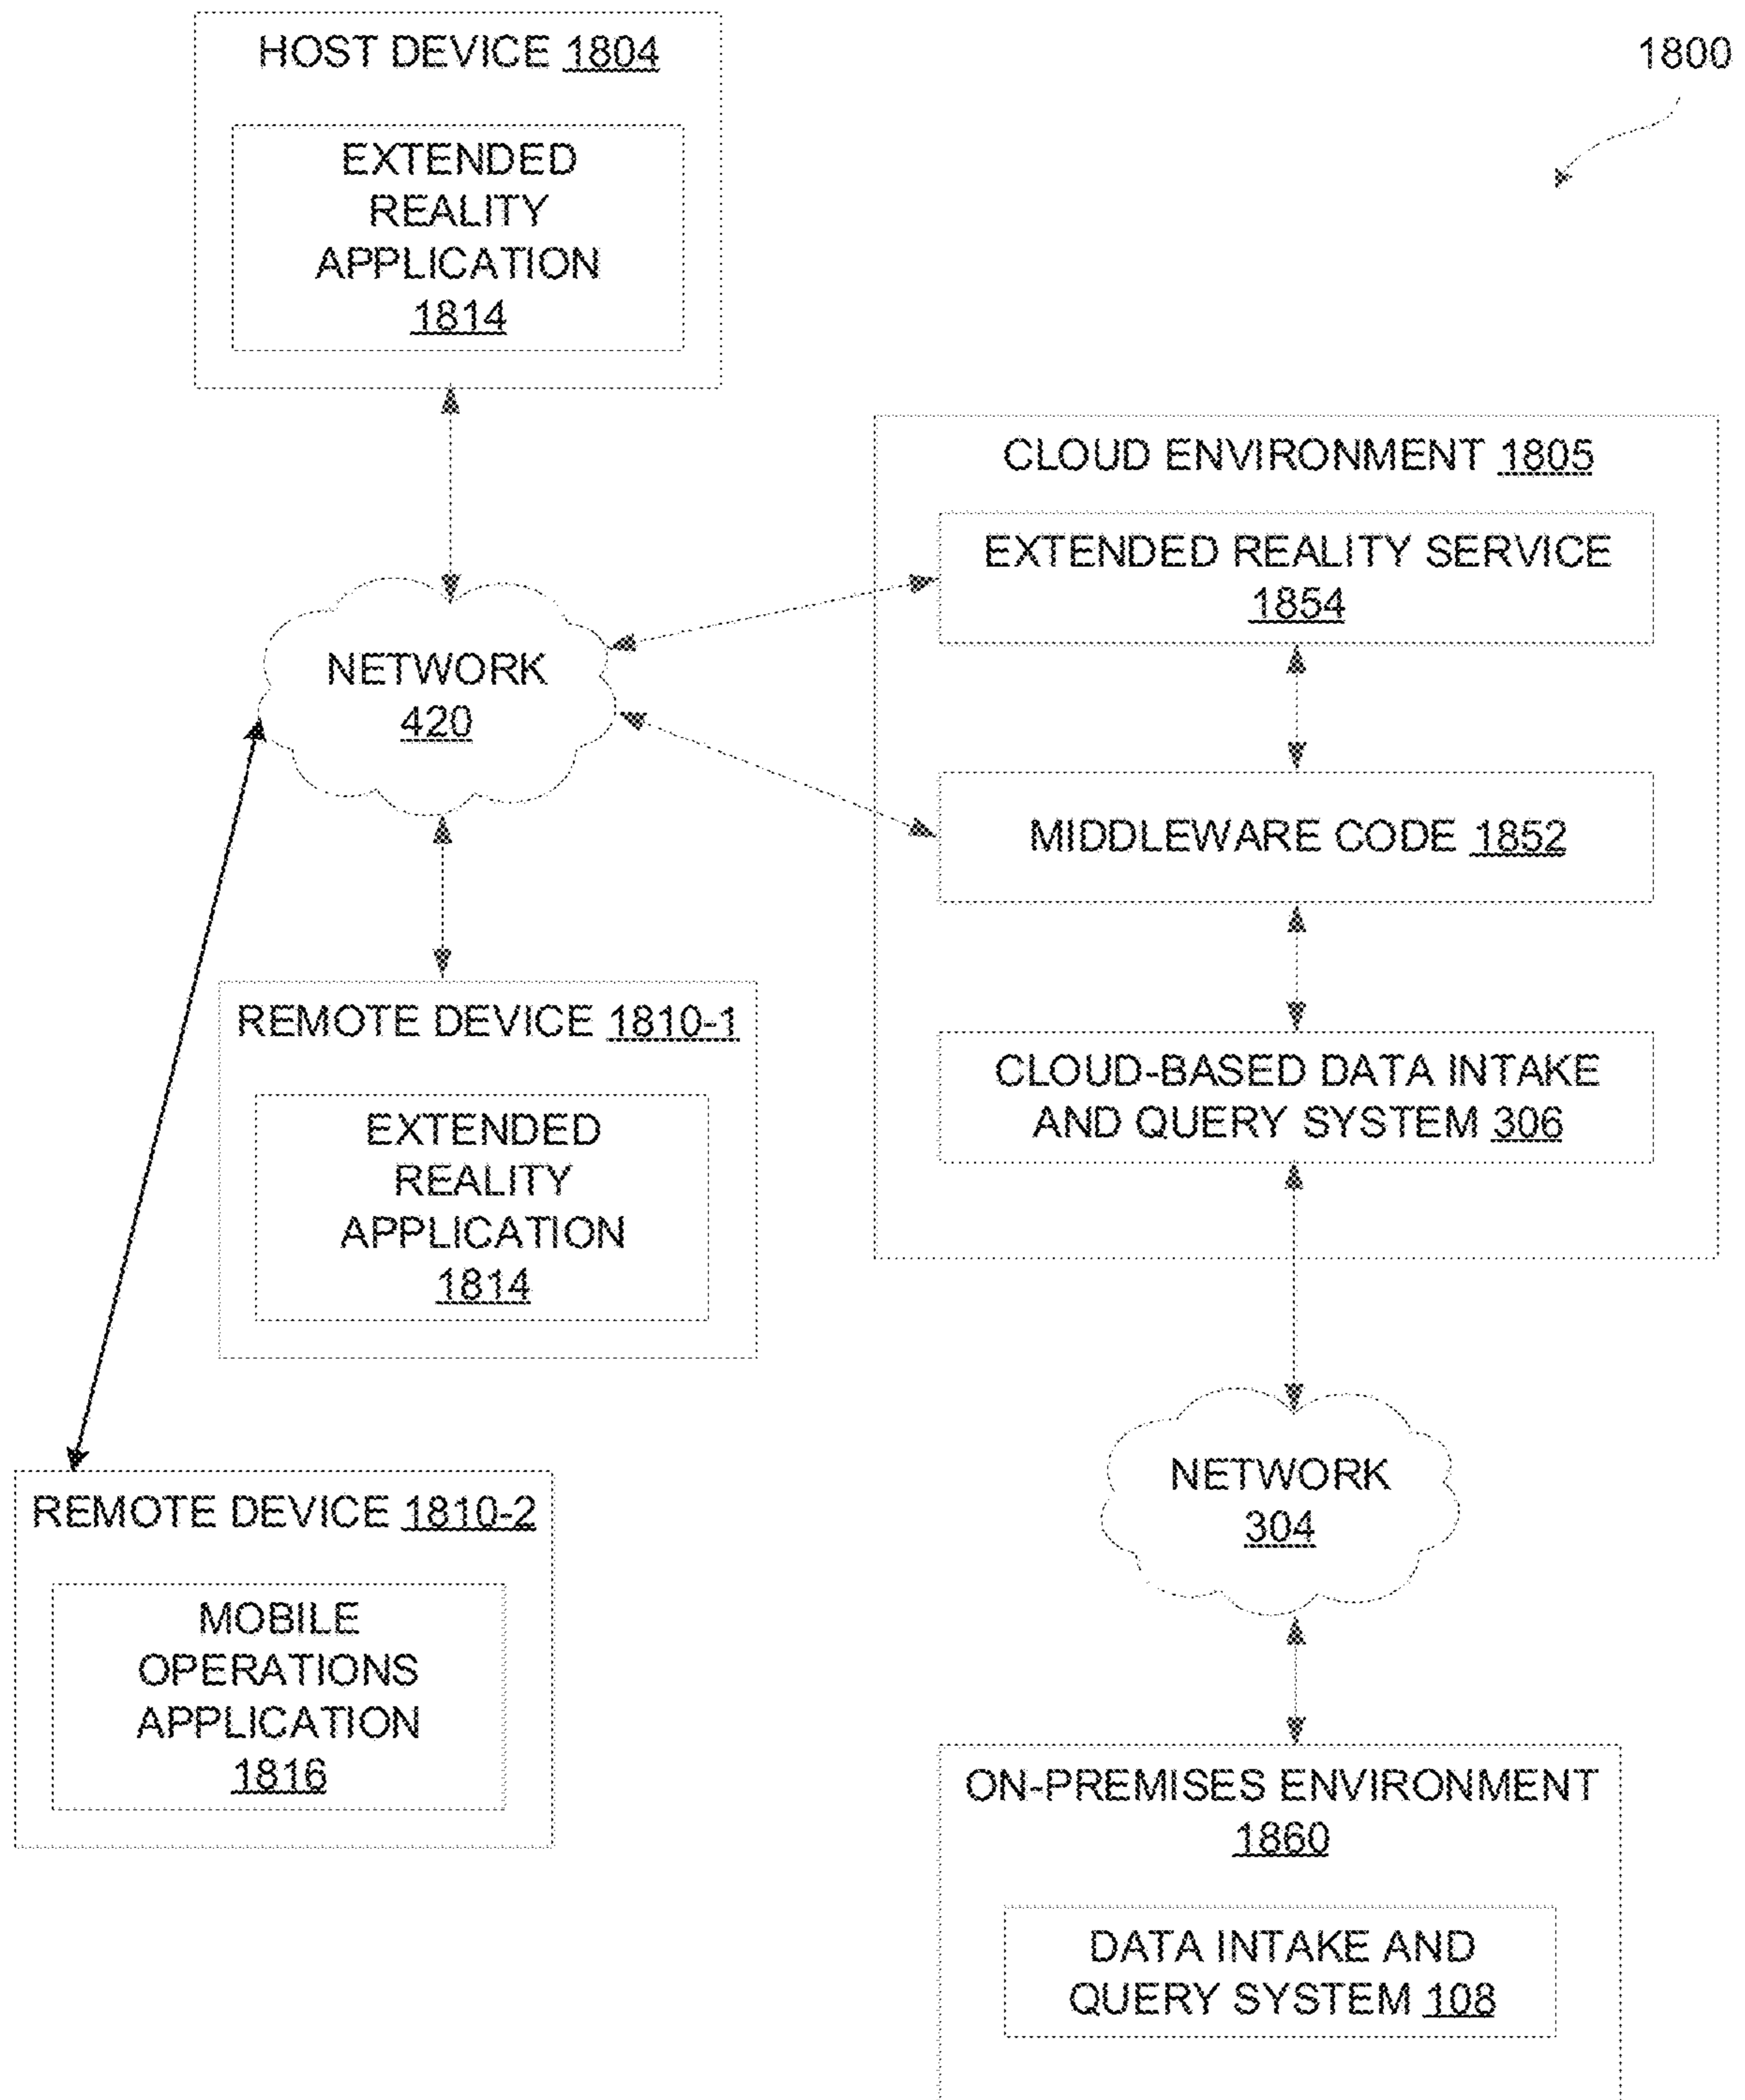 HOST DEVICE 1804
EXTENDED
REALITY
APPLICATION
1814
1800
CLOUD ENVIRONMENT 1805
EXTENDED REALITY SERVICE
1854
NETWORK
420
MIDDLEWARE CODE 1852
REMOTE DEVICE 1810-1
EXTENDED
REALITY
APPLICATION
1814
CLOUD-BASED DATA INTAKE
AND QUERY SYSTEM 306
NETWORK
304
REMOTE DEVICE 1810-2
MOBILE
OPERATIONS
APPLICATION
1816
ON-PREMISES ENVIRONMENT
1860
DATA INTAKE AND
QUERY SYSTEM 108